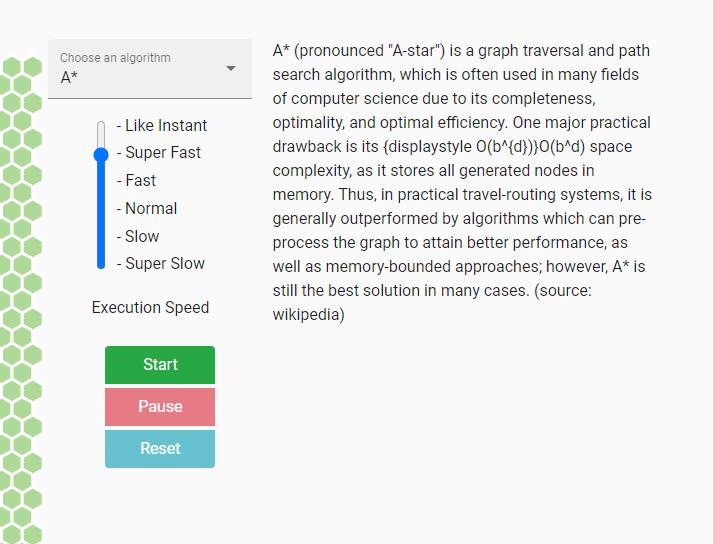 Choose an algorithm
A*
- Like Instant
- Super Fast
- Fast
- Normal
- Slow
- Super Slow
Execution Speed
Start
Pause
Reset
A* (pronounced "A-star") is a graph traversal and path
search algorithm, which is often used in many fields
of computer science due to its completeness,
optimality, and optimal efficiency. One major practical
drawback is its {displaystyle O(b^{d})}O(b^d) space
complexity, as it stores all generated nodes in
memory. Thus, in practical travel-routing systems, it is
generally outperformed by algorithms which can pre-
process the graph to attain better performance, as
well as memory-bounded approaches; however, A* is
still the best solution in many cases. (source:
wikipedia)